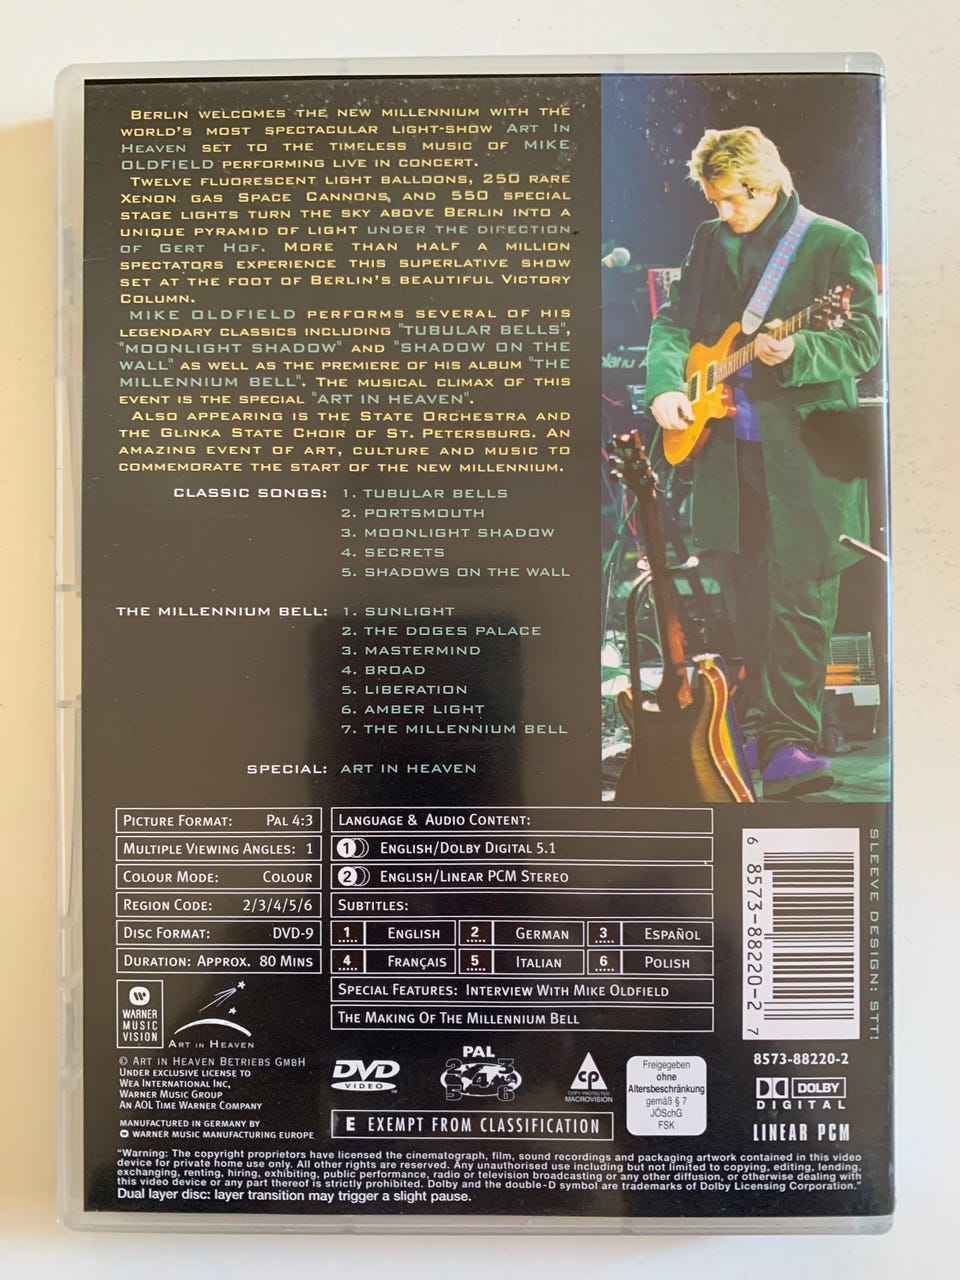 Berlin welcomes the new millennium with the
world's most spectacular light-show Art In
Heaven set to the timeless music of Mike
Oldfield performing live in concert.
Twelve fluorescent light balloons, 250 rare
Xenon gas Space Cannons, and 550 special
stage lights turn the sky above Berlin into a
unique pyramid of light under the direction
of Gert Hof. More than half a million
spectators experience this superlative show
set at the foot of Berlin's beautiful Victory
Column.
Mike Oldfield performs several of his
legendary classics including "Tubular Bells",
"Moonlight Shadow" and "Shadow on the
Wall" as well as the premiere of his album "The
Millennium Bell". The musical climax of this
event is the special "Art in Heaven".
Also appearing is the State Orchestra and
the Glinka State Choir of St. Petersburg. An
amazing event of art, culture and music to
commemorate the start of the new millennium.
CLASSIC SONGS: 1. TUBULAR BELLS
2. PORTSMOUTH
3. MOONLIGHT SHADOW
4. SECRETS
5. SHADOWS ON THE WALL
THE MILLENNIUM BELL: 1. SUNLIGHT
2. THE DOGES PALACE
3. MASTERMIND
4. BROAD
5. LIBERATION
6. AMBER LIGHT
7. THE MILLENNIUM BELL
SPECIAL: ART IN HEAVEN
Picture Format: Pal 4:3
Multiple Viewing Angles: 1
Colour Mode: Colour
Region Code: 2/3/4/5/6
Disc Format: DVD-9
Duration: Approx. 80 Mins
Language & Audio Content:
1 English/Dolby Digital 5.1
2 English/Linear PCM Stereo
Subtitles:
1 English 2 German 3 Español
4 Français 5 Italian 6 Polish
Special Features: Interview With Mike Oldfield
The Making Of The Millennium Bell
WARNER
MUSIC
VISION
Art in Heaven
© Art in Heaven Betriebs GmbH
Under exclusive license to
Wea International Inc,
Warner Music Group
An AOL Time Warner Company
Manufactured in Germany by
Warner Music Manufacturing Europe
DVD
VIDEO
PAL
2 3
4
5 6
CP
COPY PROTECTED
MACROVISION
E EXEMPT FROM CLASSIFICATION
Freigegeben
ohne
Altersbeschränkung
gemäß § 7
JÖSchG
FSK
6 8573-88220-2 7
SLEEVE DESIGN: STT!
8573-88220-2
DOLBY
DIGITAL
LINEAR PCM
"Warning: The copyright proprietors have licensed the cinematograph, film, sound recordings and packaging artwork contained in this video
device for private home use only. All other rights are reserved. Any unauthorised use including but not limited to copying, editing, lending,
exchanging, renting, hiring, exhibiting, public performance, radio or television broadcasting or any other diffusion, or otherwise dealing with
this video device or any part thereof is strictly prohibited. Dolby and the double-D symbol are trademarks of Dolby Licensing Corporation."
Dual layer disc: layer transition may trigger a slight pause.